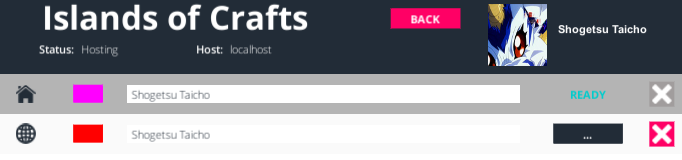 Islands of Crafts
BACK
Shogetsu Taicho
Status: Hosting Host: localhost
Shogetsu Taicho READY
Shogetsu Taicho ...